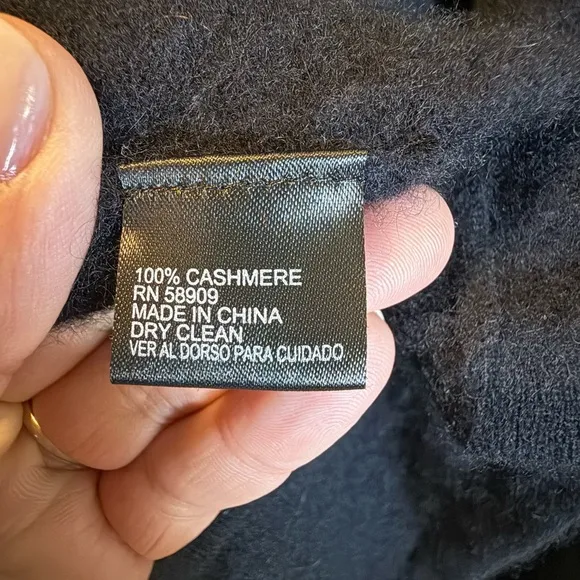 100% CASHMERE
RN 58909
MADE IN CHINA
DRY CLEAN
VER AL DORSO PARA CUIDADO